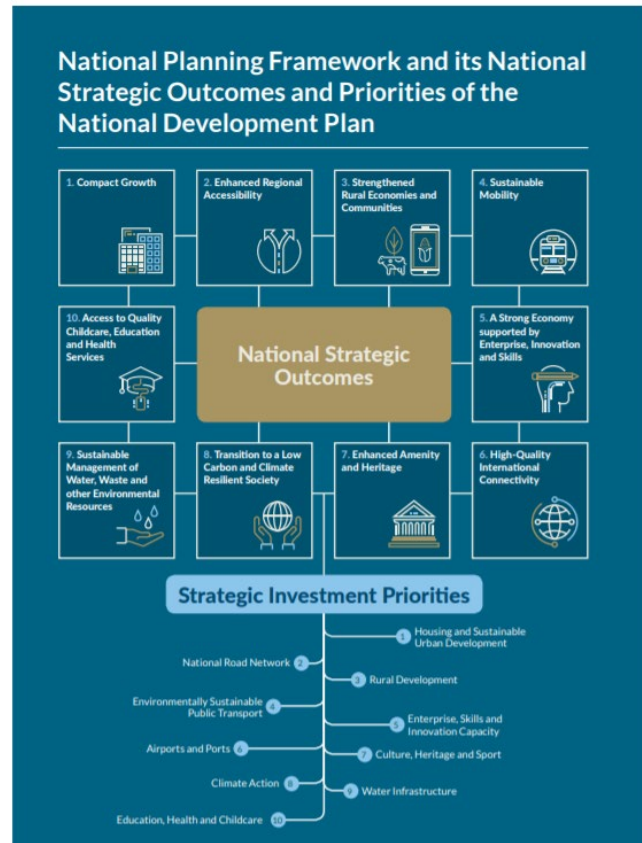 National Planning Framework and its National
Strategic Outcomes and Priorities of the
National Development Plan
1. Compact Growth
2. Enhanced Regional
Accessibility
3. Strengthened
Rural Economies and
Communities
4. Sustainable
Mobility
10. Access to Quality
Childcare, Education
and Health
Services
National Strategic
Outcomes
5. A Strong Economy
supported by
Enterprise, Innovation
and Skills
9. Sustainable
Management of
Water, Waste and
other Environmental
Resources
8. Transition to a Low
Carbon and Climate
Resilient Society
7. Enhanced Amenity
and Heritage
6. High-Quality
International
Connectivity
Strategic Investment Priorities
1 Housing and Sustainable
Urban Development
National Road Network 2
3 Rural Development
Environmentally Sustainable
Public Transport 4
5 Enterprise, Skills and
Innovation Capacity
Airports and Ports 6
7 Culture, Heritage and Sport
Climate Action 8
9 Water Infrastructure
Education, Health and Childcare 10